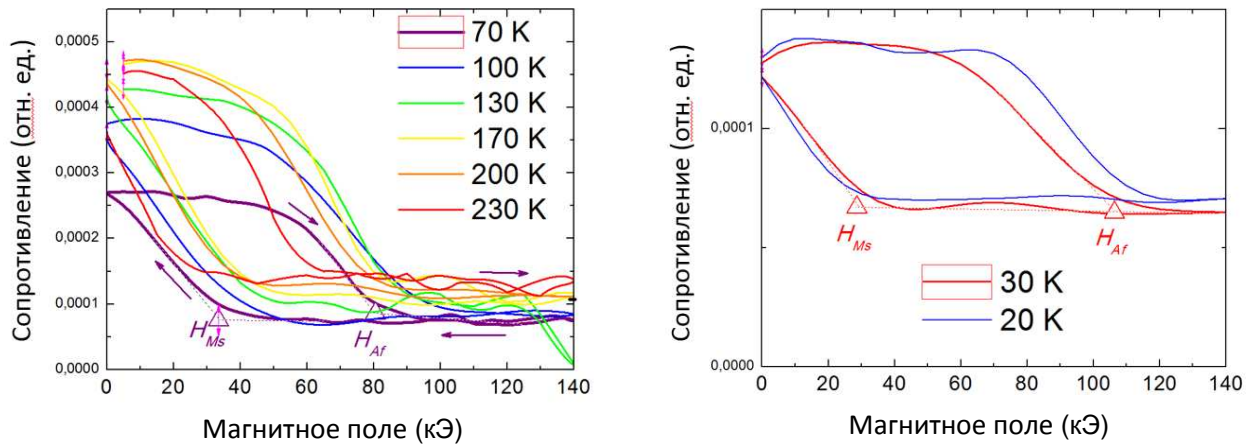 Сопротивление (отн. ед.)
0,0005
0,0004
0,0003
0,0002
0,0001
0,0000
70 K
100 K
130 K
170 K
200 K
230 K
H_Ms
H_Af
0 20 40 60 80 100 120 140
Магнитное поле (кЭ)
Сопротивление (отн. ед.)
0,0001
0,0000
H_Ms
H_Af
30 K
20 K
0 20 40 60 80 100 120 140
Магнитное поле (кЭ)